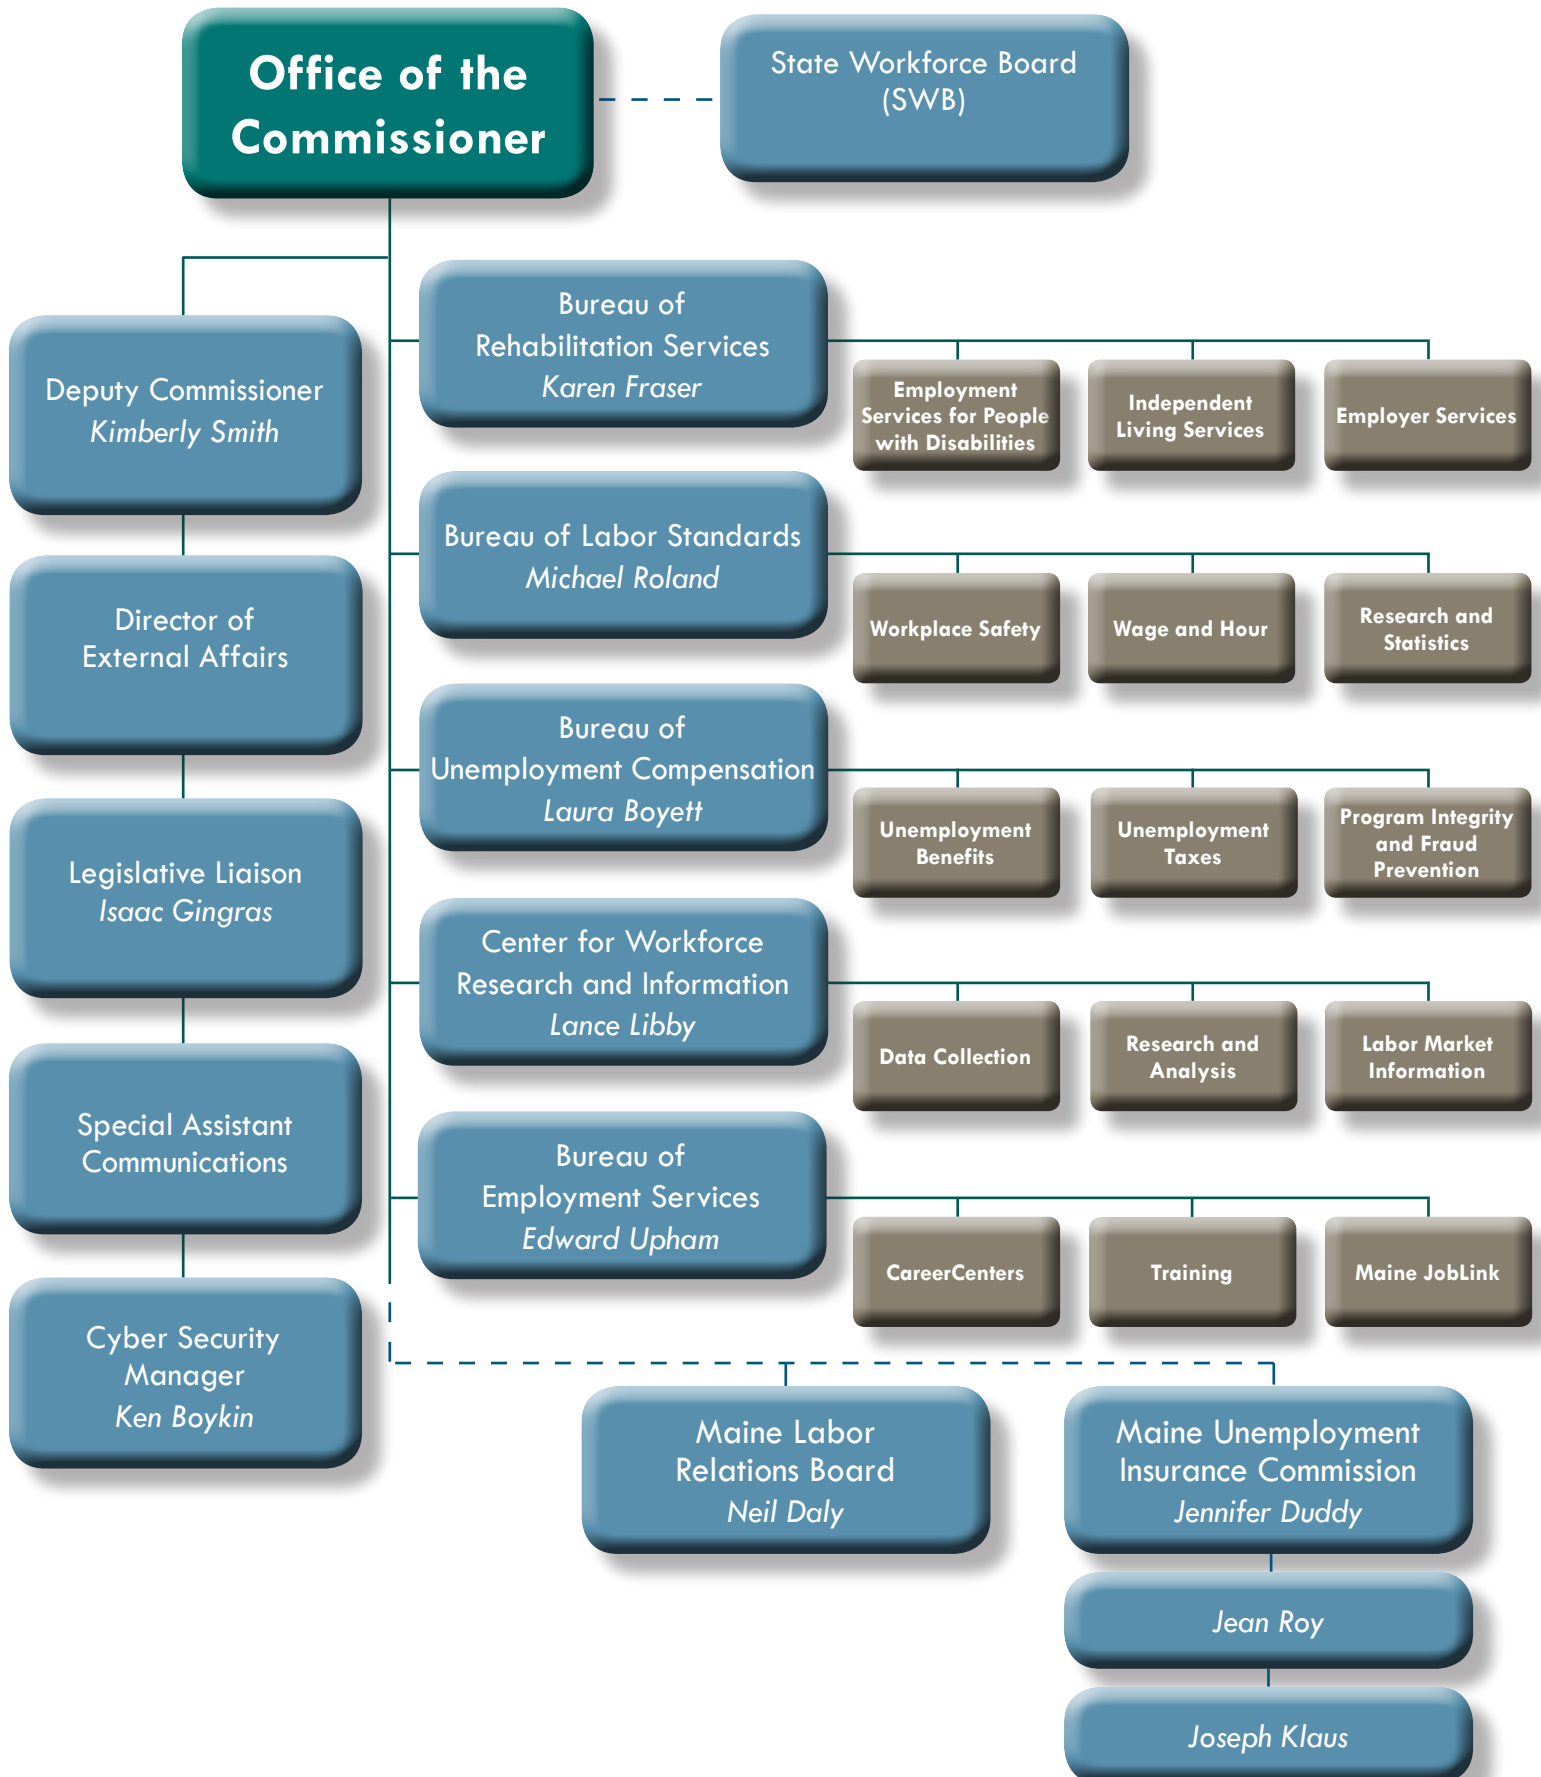 Office of the
Commissioner
State Workforce Board
(SWB)
Deputy Commissioner
Kimberly Smith
Director of
External Affairs
Legislative Liaison
Isaac Gingras
Special Assistant
Communications
Cyber Security
Manager
Ken Boykin
Bureau of
Rehabilitation Services
Karen Fraser
Employment
Services for People
with Disabilities
Independent
Living Services
Employer Services
Bureau of Labor Standards
Michael Roland
Workplace Safety
Wage and Hour
Research and
Statistics
Bureau of
Unemployment Compensation
Laura Boyett
Unemployment
Benefits
Unemployment
Taxes
Program Integrity
and Fraud
Prevention
Center for Workforce
Research and Information
Lance Libby
Data Collection
Research and
Analysis
Labor Market
Information
Bureau of
Employment Services
Edward Upham
CareerCenters
Training
Maine JobLink
Maine Labor
Relations Board
Neil Daly
Maine Unemployment
Insurance Commission
Jennifer Duddy
Jean Roy
Joseph Klaus